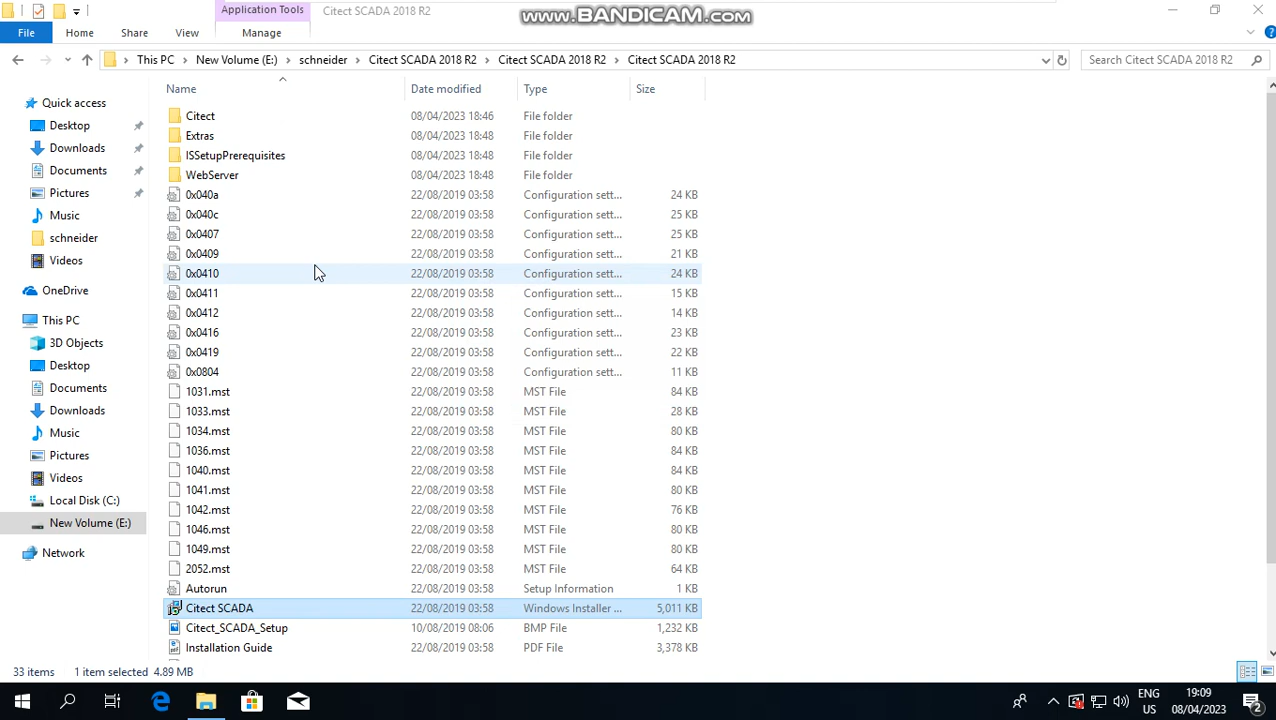 Application Tools
Citect SCADA 2018 R2
www.BANDICAM.com
File
Home
Share
View
Manage
This PC
New Volume (E:)
schneider
Citect SCADA 2018 R2
Citect SCADA 2018 R2
Citect SCADA 2018 R2
Search Citect SCADA 2018 R2
Name Date modified Type Size
Quick access
Desktop
Downloads
Documents
Pictures
Music
schneider
Videos
OneDrive
This PC
3D Objects
Desktop
Documents
Downloads
Music
Pictures
Videos
Local Disk (C:)
New Volume (E:)
Network
Citect 08/04/2023 18:46 File folder
Extras 08/04/2023 18:48 File folder
ISSetupPrerequisites 08/04/2023 18:48 File folder
WebServer 08/04/2023 18:48 File folder
0x040a 22/08/2019 03:58 Configuration sett... 24 KB
0x040c 22/08/2019 03:58 Configuration sett... 25 KB
0x0407 22/08/2019 03:58 Configuration sett... 25 KB
0x0409 22/08/2019 03:58 Configuration sett... 21 KB
0x0410 22/08/2019 03:58 Configuration sett... 24 KB
0x0411 22/08/2019 03:58 Configuration sett... 15 KB
0x0412 22/08/2019 03:58 Configuration sett... 14 KB
0x0416 22/08/2019 03:58 Configuration sett... 23 KB
0x0419 22/08/2019 03:58 Configuration sett... 22 KB
0x0804 22/08/2019 03:58 Configuration sett... 11 KB
1031.mst 22/08/2019 03:58 MST File 84 KB
1033.mst 22/08/2019 03:58 MST File 28 KB
1034.mst 22/08/2019 03:58 MST File 84 KB
1036.mst 22/08/2019 03:58 MST File 84 KB
1040.mst 22/08/2019 03:58 MST File 84 KB
1041.mst 22/08/2019 03:58 MST File 80 KB
1042.mst 22/08/2019 03:58 MST File 76 KB
1046.mst 22/08/2019 03:58 MST File 80 KB
1049.mst 22/08/2019 03:58 MST File 80 KB
2052.mst 22/08/2019 03:58 MST File 64 KB
Autorun 22/08/2019 03:58 Setup Information 1 KB
Citect SCADA 22/08/2019 03:58 Windows Installer ... 5,011 KB
Citect_SCADA_Setup 10/08/2019 08:06 BMP File 1,232 KB
Installation Guide 22/08/2019 03:58 PDF File 3,378 KB
33 items 1 item selected 4.89 MB
ENG
US
19:09
08/04/2023
2